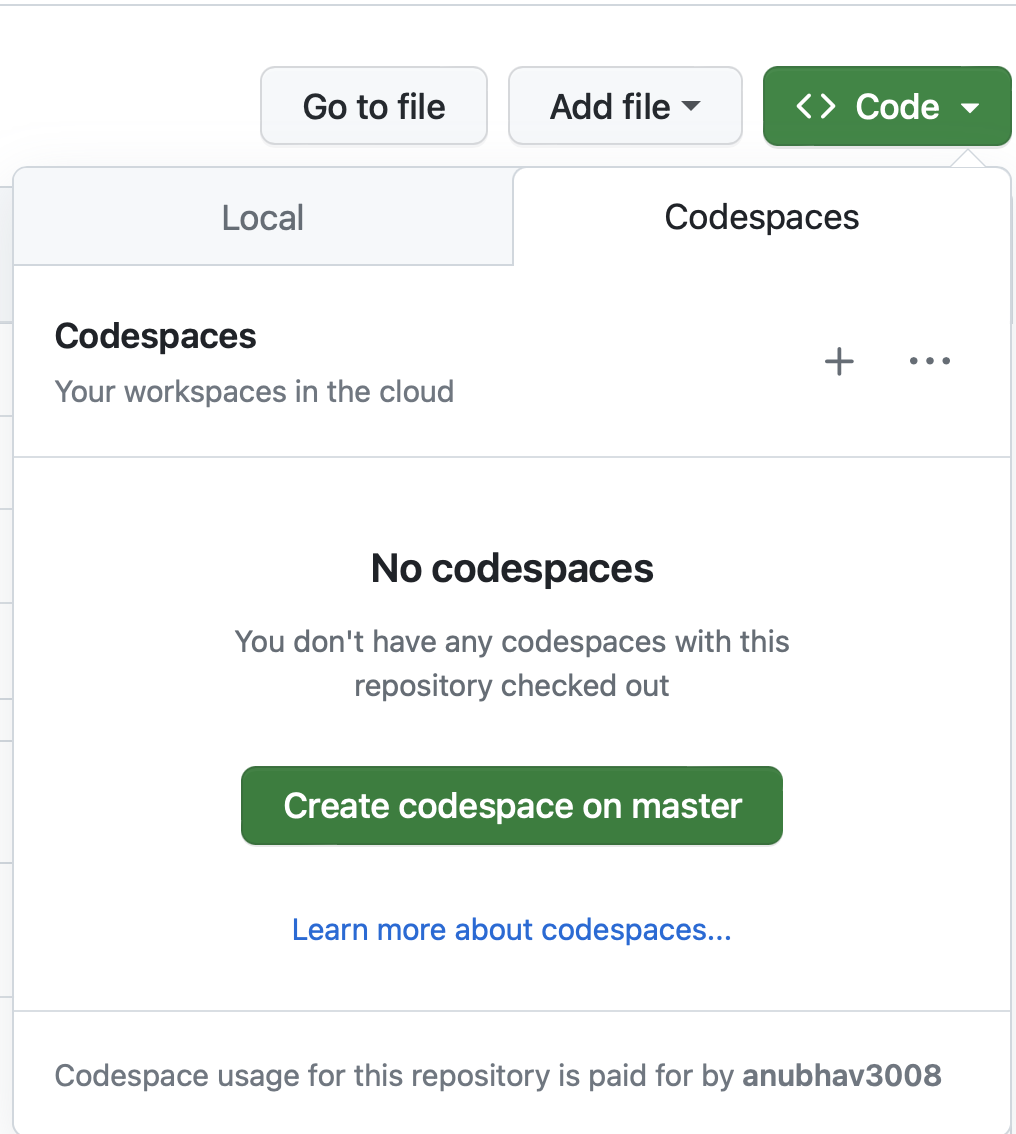 Go to file
Add file
<> Code
Local
Codespaces
Codespaces
Your workspaces in the cloud
No codespaces
You don't have any codespaces with this
repository checked out
Create codespace on master
Learn more about codespaces...
Codespace usage for this repository is paid for by anubhav3008